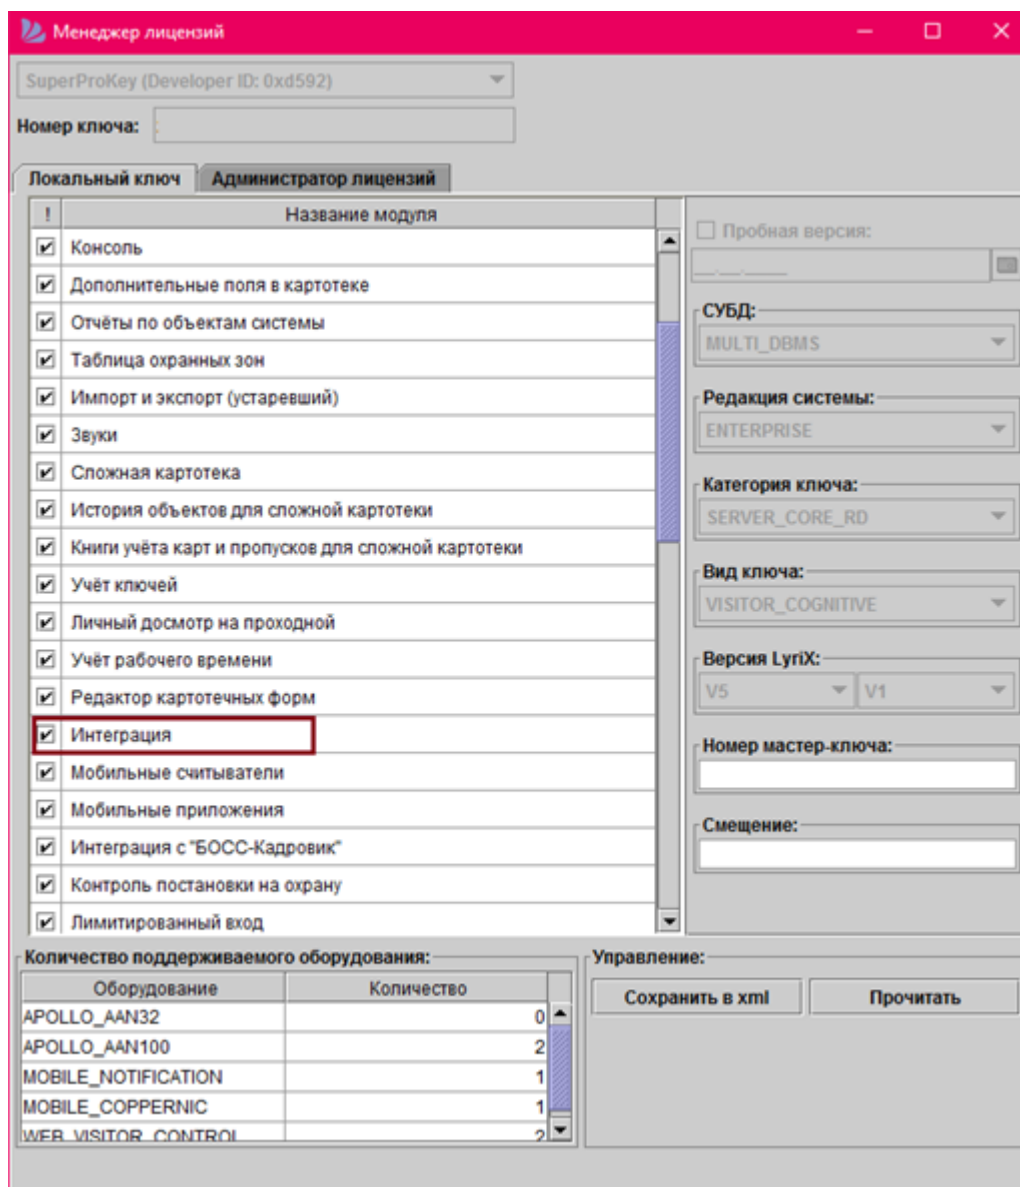 Менеджер лицензий
SuperProKey (Developer ID: 0xd592)
Номер ключа:
Локальный ключ Администратор лицензий
! Название модуля
Консоль
Дополнительные поля в картотеке
Отчёты по объектам системы
Таблица охранных зон
Импорт и экспорт (устаревший)
Звуки
Сложная картотека
История объектов для сложной картотеки
Книги учёта карт и пропусков для сложной картотеки
Учёт ключей
Личный досмотр на проходной
Учёт рабочего времени
Редактор картотечных форм
Интеграция
Мобильные считыватели
Мобильные приложения
Интеграция с "БОСС-Кадровик"
Контроль постановки на охрану
Лимитированный вход
Пробная версия:
__.__.____
СУБД:
MULTI_DBMS
Редакция системы:
ENTERPRISE
Категория ключа:
SERVER_CORE_RD
Вид ключа:
VISITOR_COGNITIVE
Версия LyriX:
V5 V1
Номер мастер-ключа:
Смещение:
Количество поддерживаемого оборудования:
Оборудование Количество
APOLLO_AAN32 0
APOLLO_AAN100 2
MOBILE_NOTIFICATION 1
MOBILE_COPPERNIC 1
WEB_VISITOR_CONTROL 2
Управление:
Сохранить в xml Прочитать